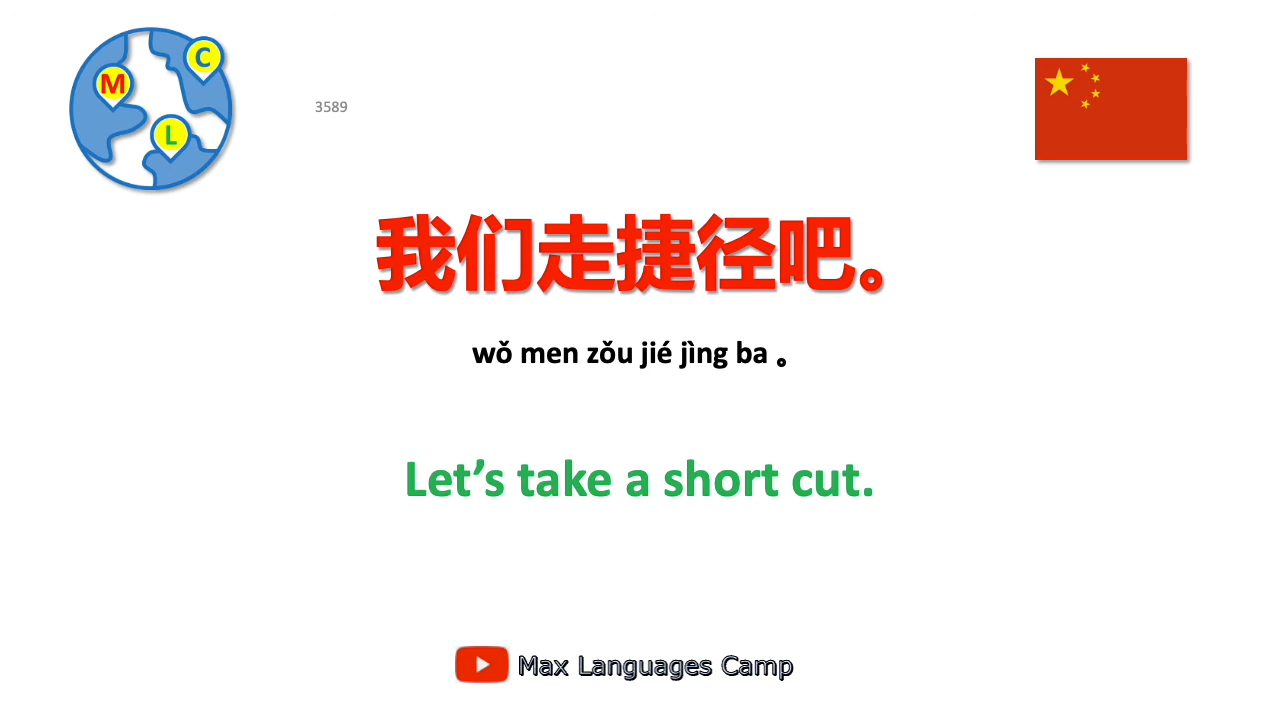 M
C
L
3589
我们走捷径吧。
wǒ men zǒu jié jìng ba 。
Let’s take a short cut.
Max Languages Camp